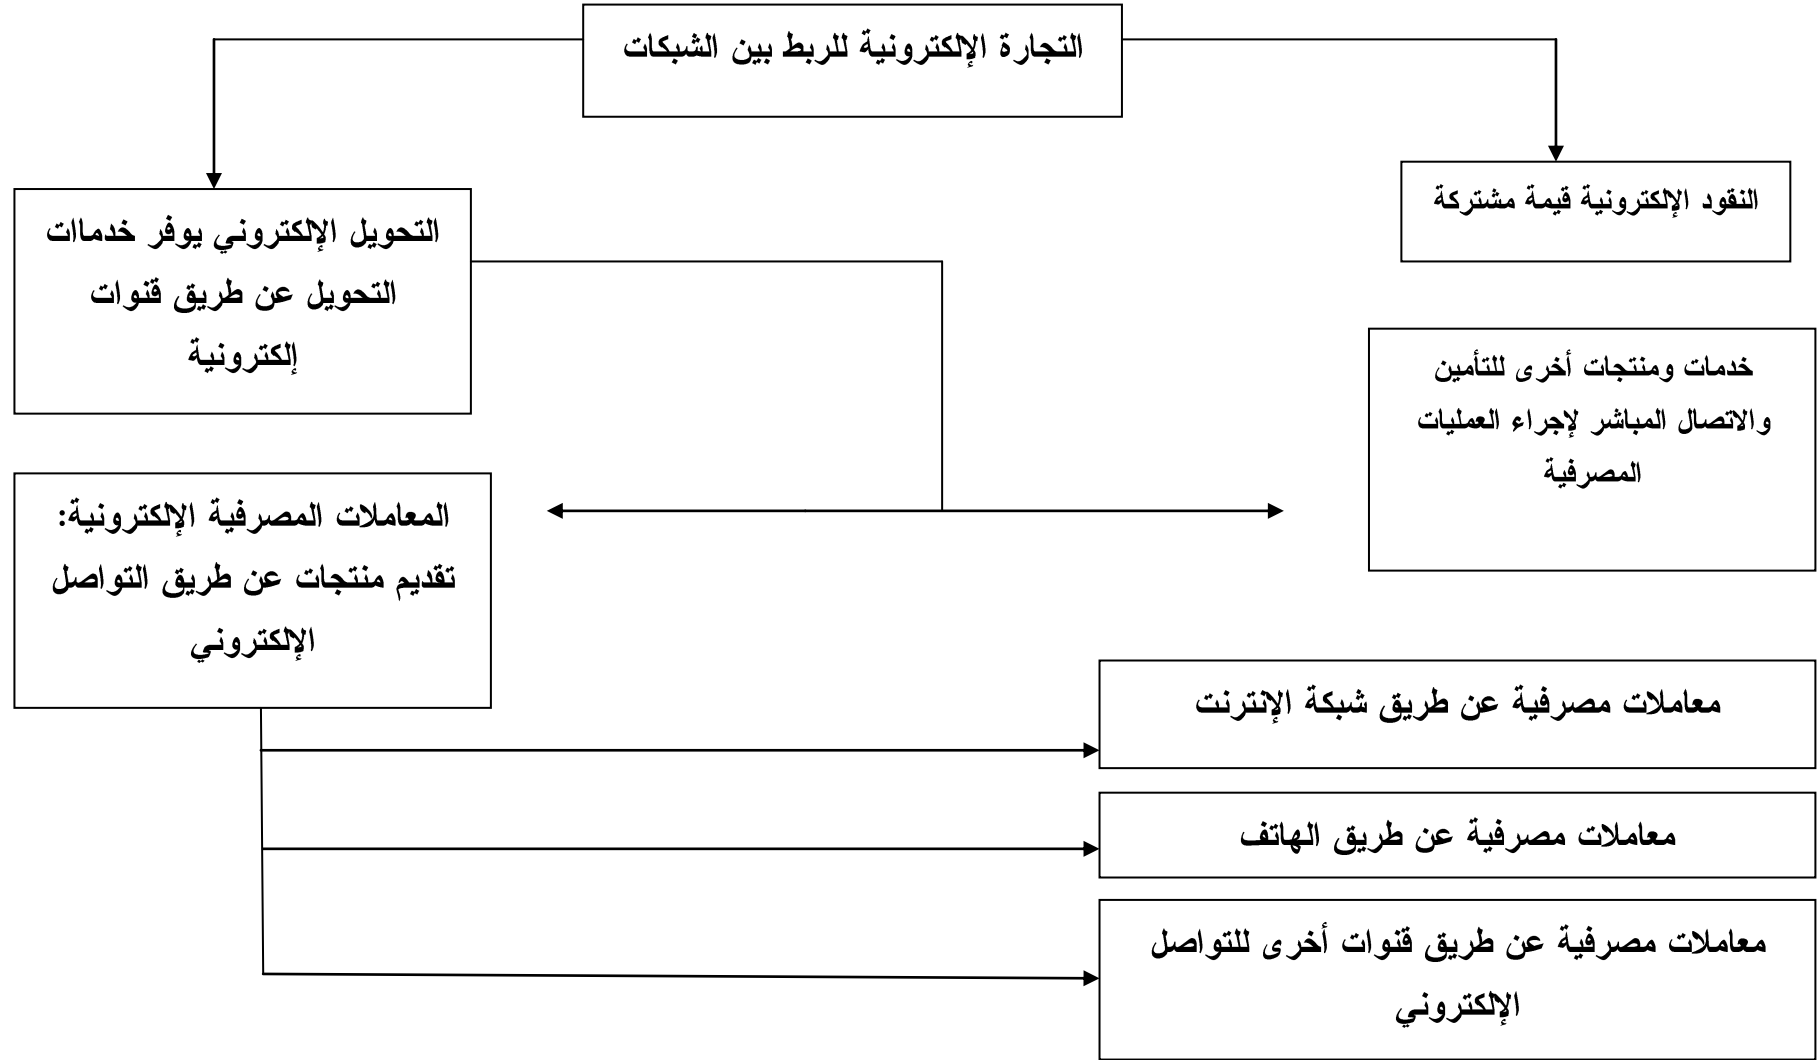 التجارة الإلكترونية للربط بين الشبكات
النقود الإلكترونية قيمة مشتركة
التحويل الإلكتروني يوفر خدماات
التحويل عن طريق قنوات
إلكترونية
خدمات ومنتجات أخرى للتأمين
والاتصال المباشر لإجراء العمليات
المصرفية
المعاملات المصرفية الإلكترونية:
تقديم منتجات عن طريق التواصل
الإلكتروني
معاملات مصرفية عن طريق شبكة الإنترنت
معاملات مصرفية عن طريق الهاتف
معاملات مصرفية عن طريق قنوات أخرى للتواصل
الإلكتروني